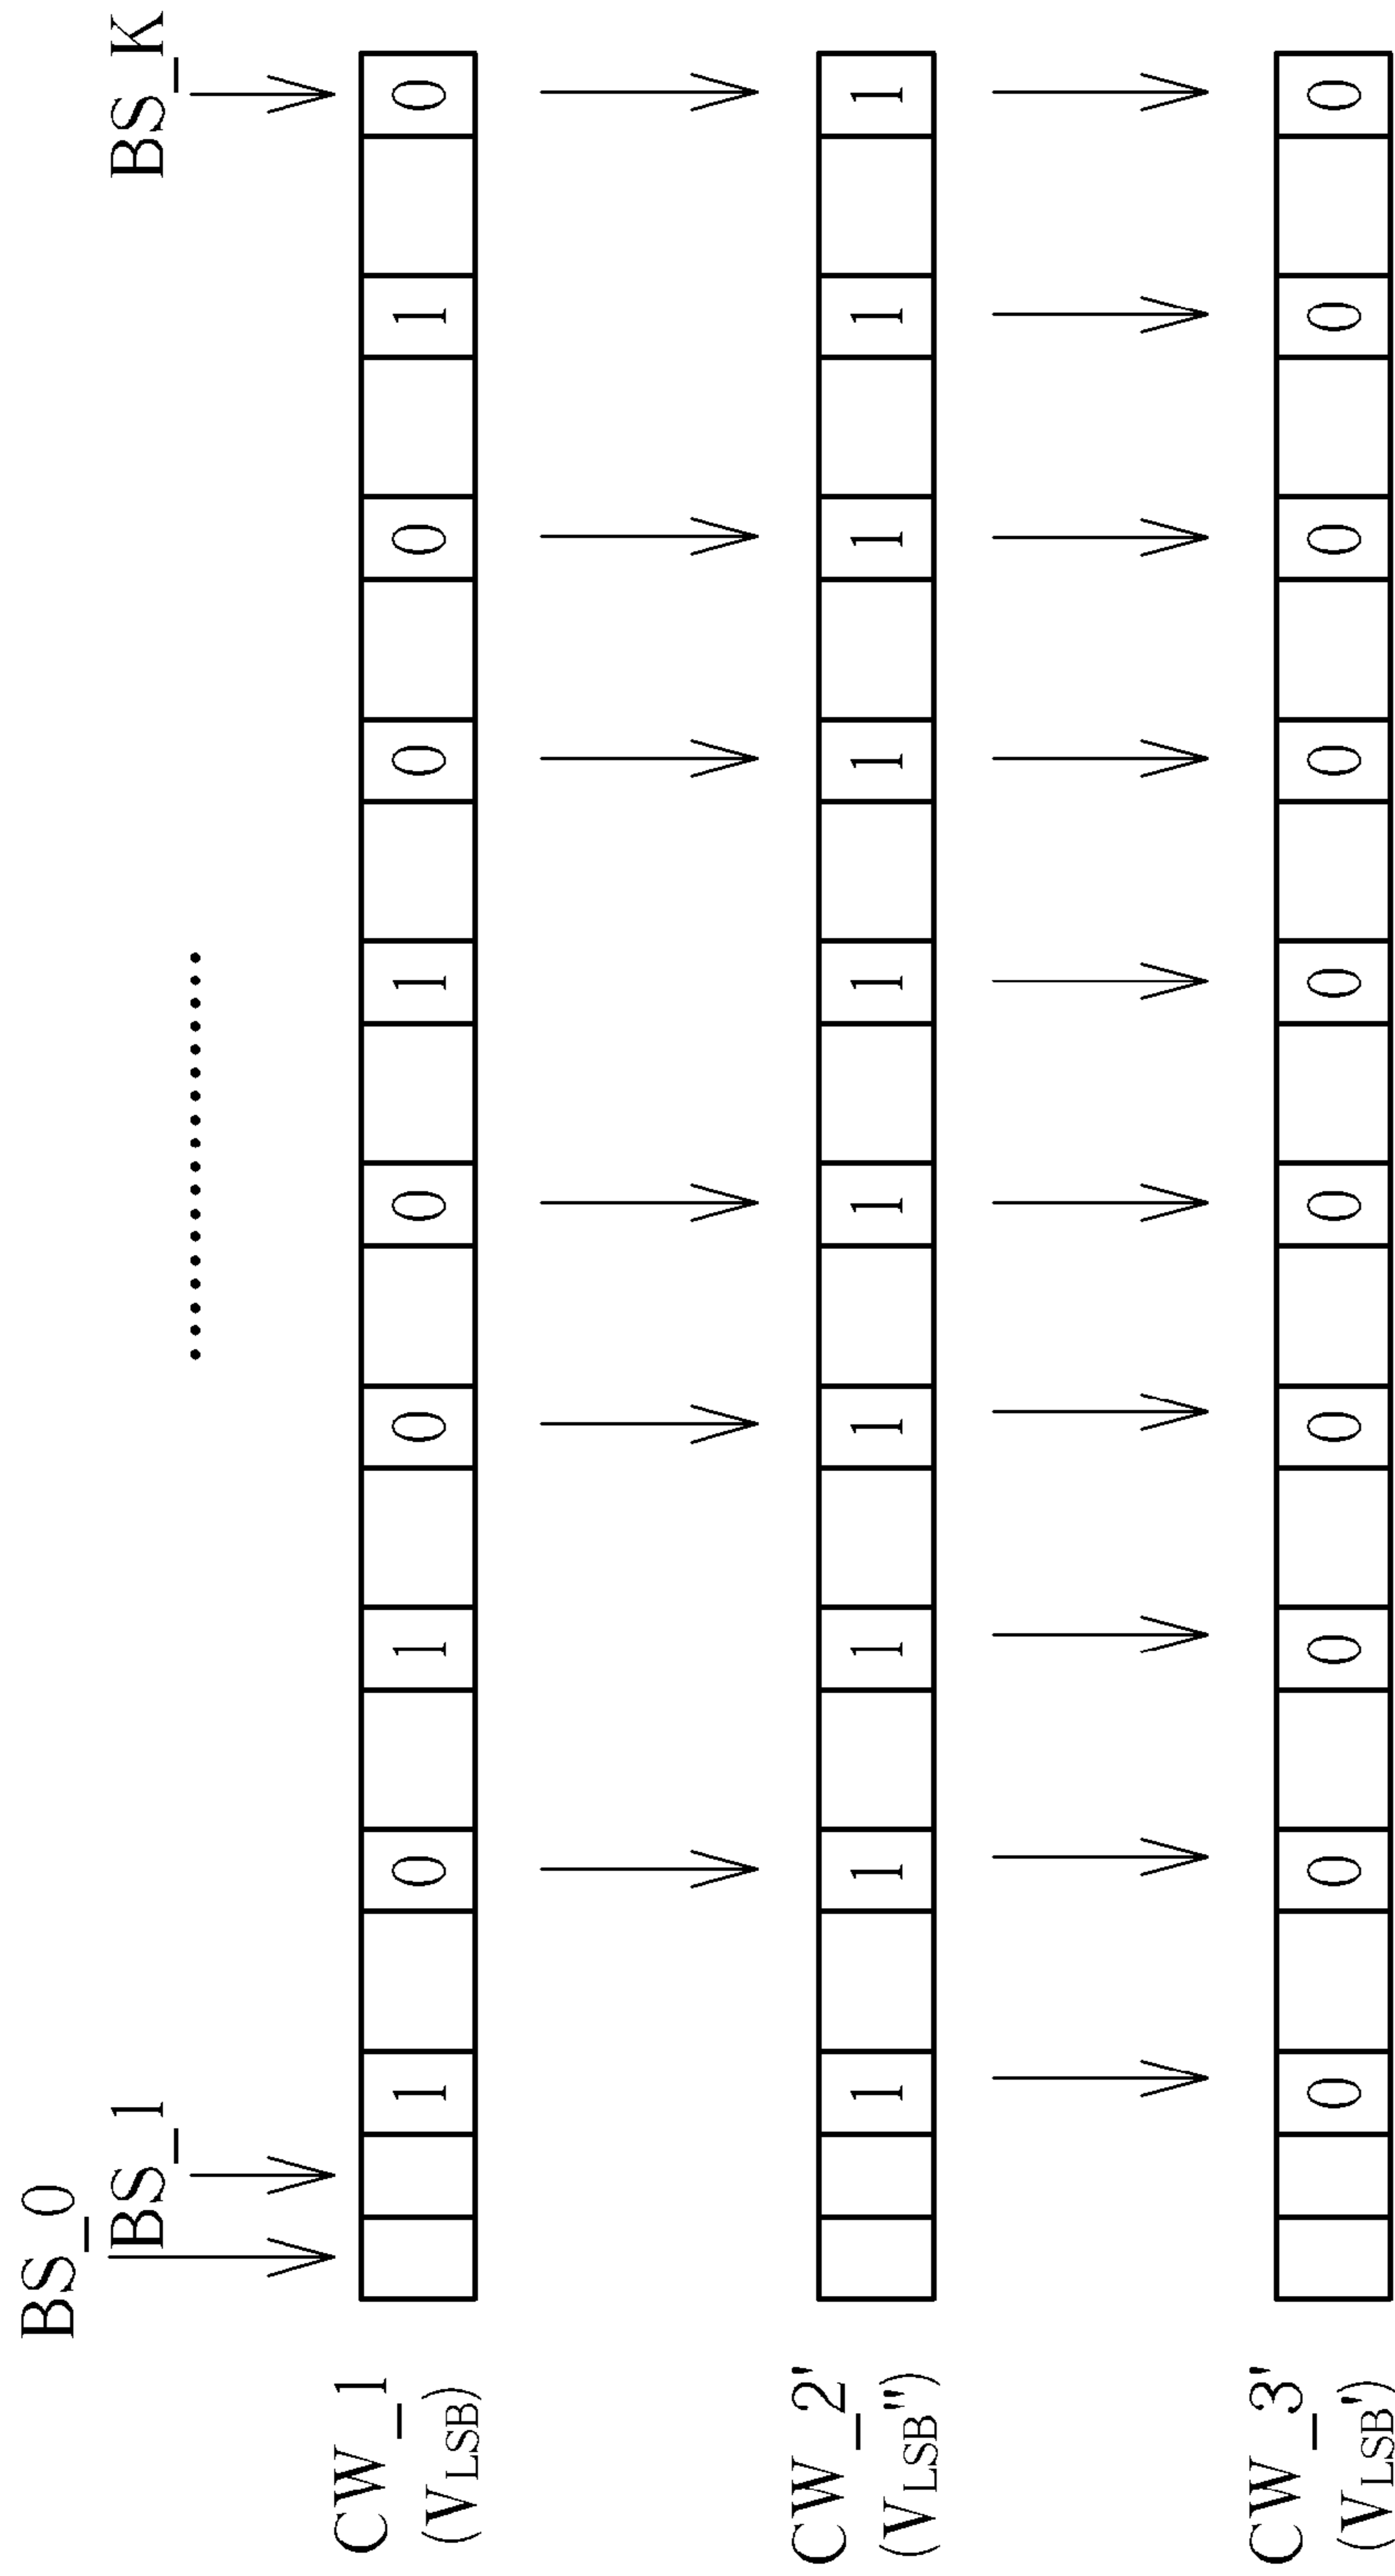 BS_0
BS_1 .................. BS_K
CW_1 1 0 1 0 0 1 0 0 1 0
(V_LSB)
CW_2' 1 1 1 1 1 1 1 1 1 1
(V_LSB'')
CW_3' 0 0 0 0 0 0 0 0 0 0
(V_LSB')